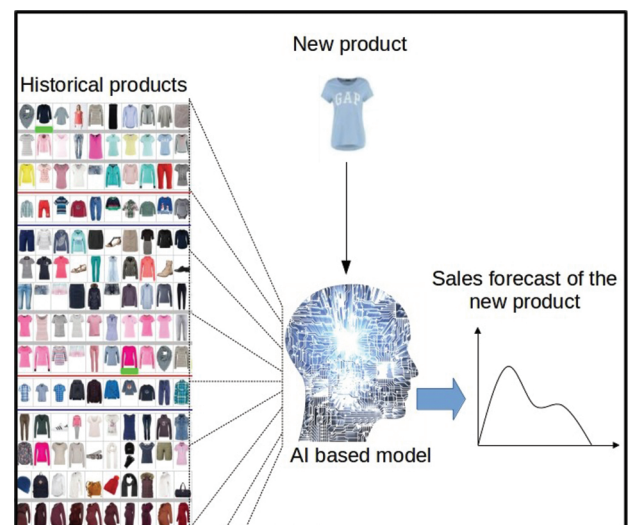 New product
Historical products
GAP
Sales forecast of the
new product
AI based model